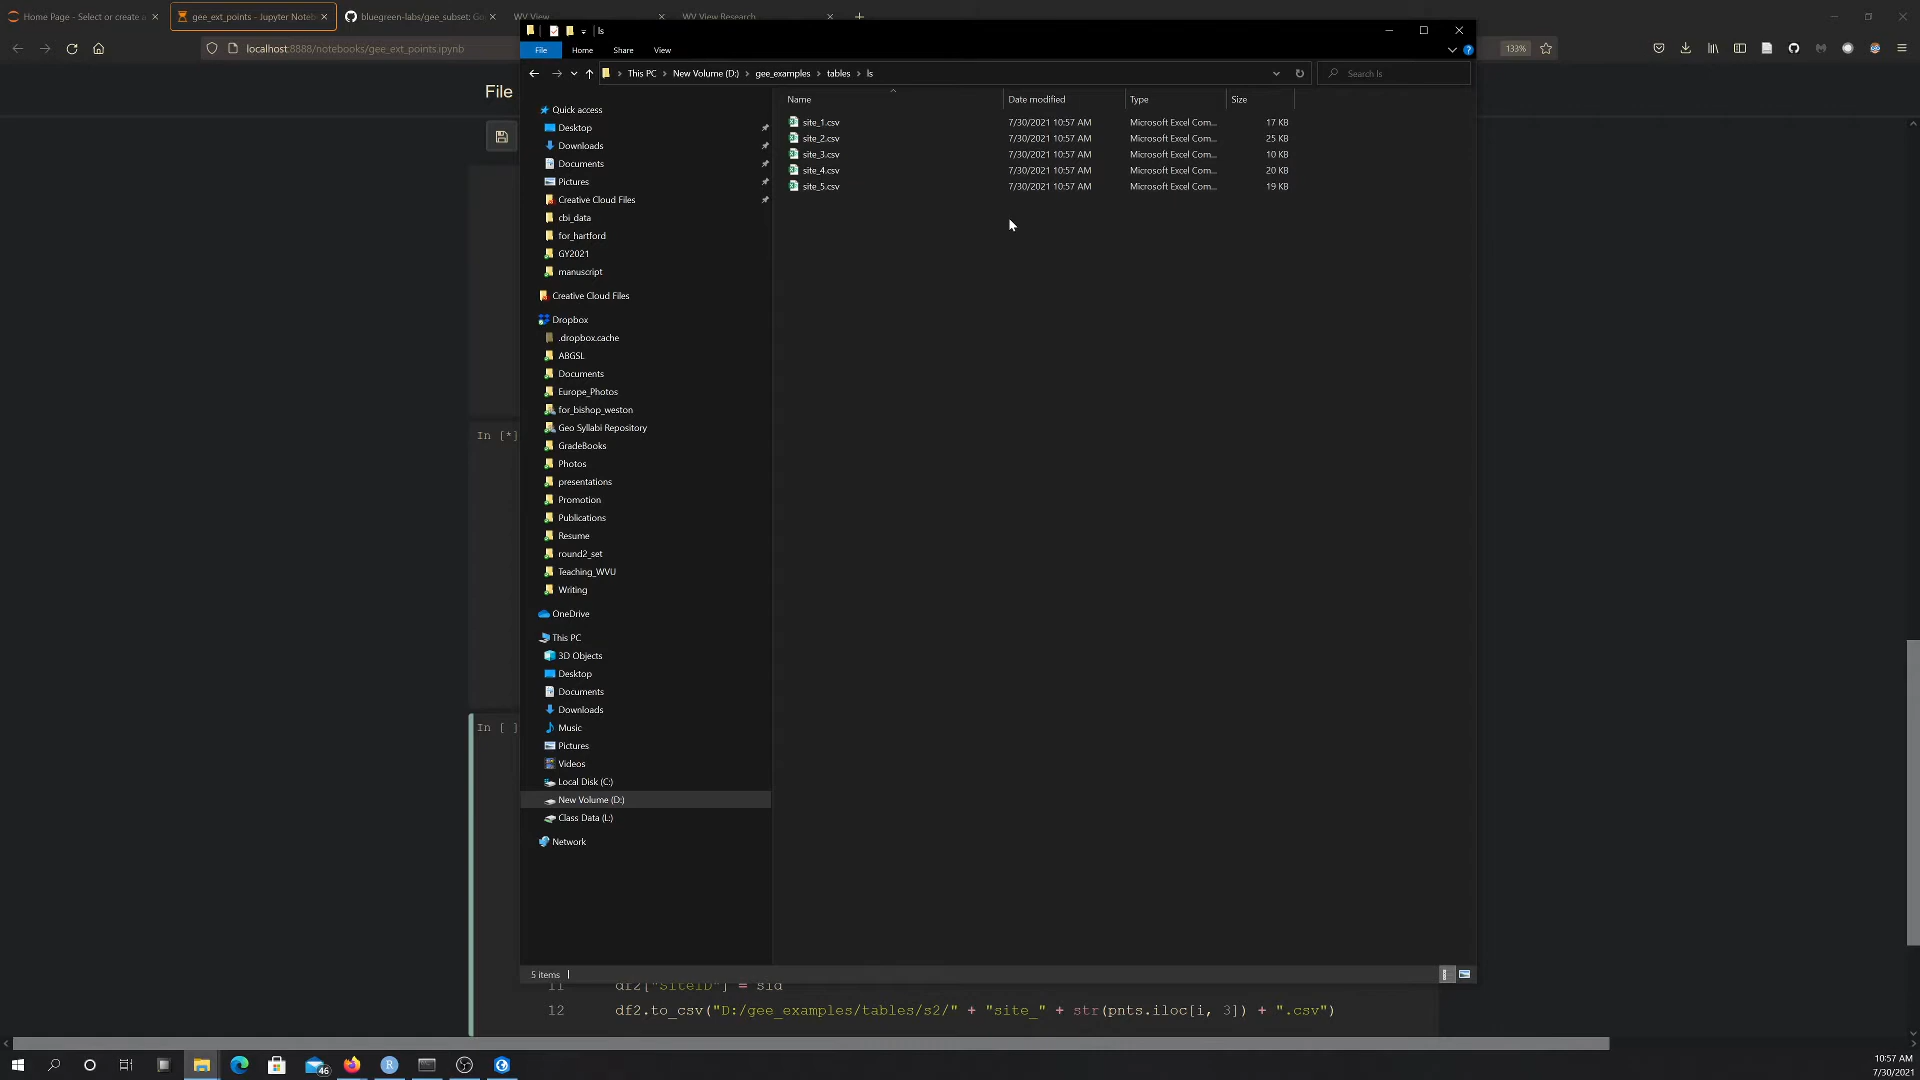 Home Page - Select or create a
gee_ext_points - Jupyter Noteb
bluegreen-labs/gee_subset: Go
WV View
WV View Research
localhost:8888/notebooks/gee_ext_points.ipynb
133%
ls
File Home Share View
This PC > New Volume (D:) > gee_examples > tables > ls
Search ls
File
Name Date modified Type Size
site_1.csv 7/30/2021 10:57 AM Microsoft Excel Com... 17 KB
site_2.csv 7/30/2021 10:57 AM Microsoft Excel Com... 25 KB
site_3.csv 7/30/2021 10:57 AM Microsoft Excel Com... 10 KB
site_4.csv 7/30/2021 10:57 AM Microsoft Excel Com... 20 KB
site_5.csv 7/30/2021 10:57 AM Microsoft Excel Com... 19 KB
Quick access
Desktop
Downloads
Documents
Pictures
Creative Cloud Files
cbi_data
for_hartford
GY2021
manuscript
Creative Cloud Files
Dropbox
.dropbox.cache
ABGSL
Documents
Europe_Photos
for_bishop_weston
Geo Syllabi Repository
GradeBooks
Photos
presentations
Promotion
Publications
Resume
round2_set
Teaching_WVU
Writing
OneDrive
This PC
3D Objects
Desktop
Documents
Downloads
Music
Pictures
Videos
Local Disk (C:)
New Volume (D:)
Class Data (L:)
Network
5 items
In [*]
In [ ]
11 df2["SiteID"] = sid
12 df2.to_csv("D:/gee_examples/tables/s2/" + "site_" + str(pnts.iloc[i, 3]) + ".csv")
46
10:57 AM
7/30/2021